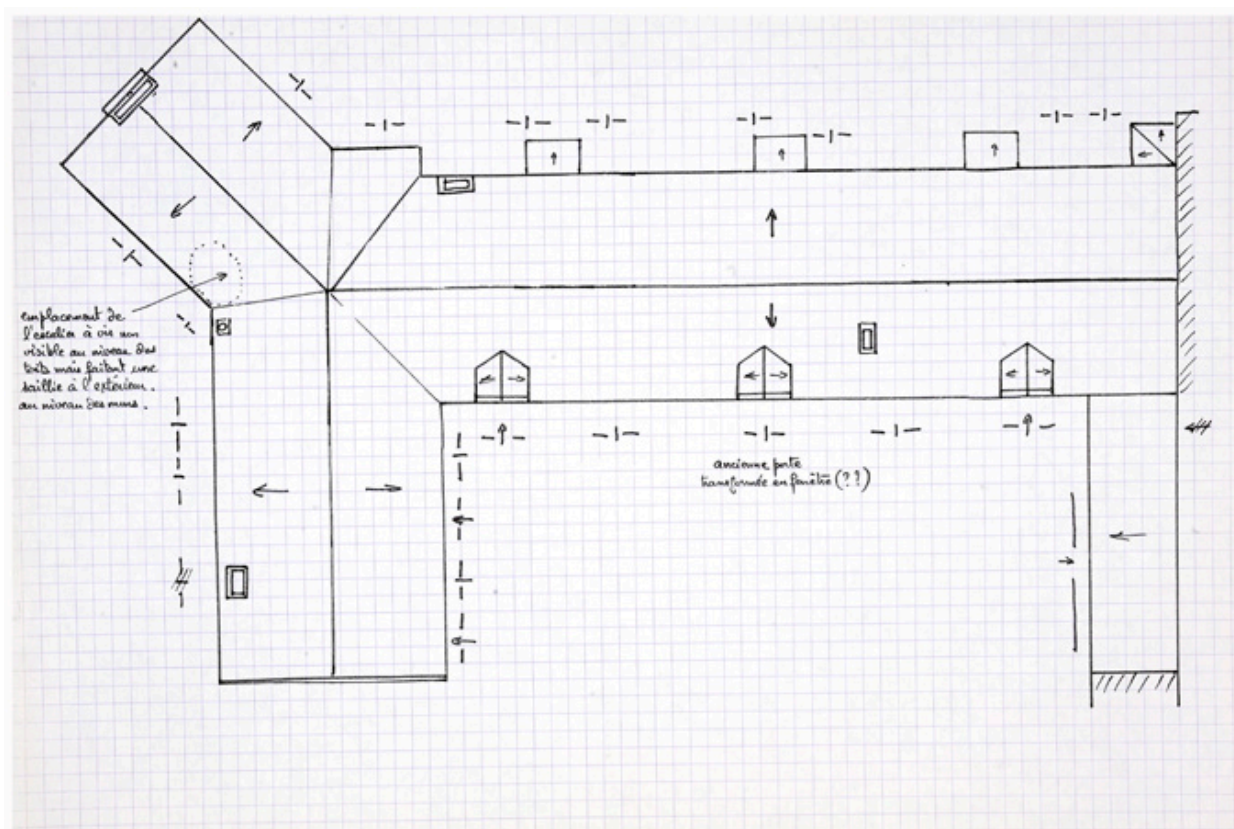 emplacement de
l'escalier à vis non
visible au niveau des
toits mais faisant une
saillie à l'extérieur
au niveau des murs.
ancienne porte
transformée en fenêtre (??)